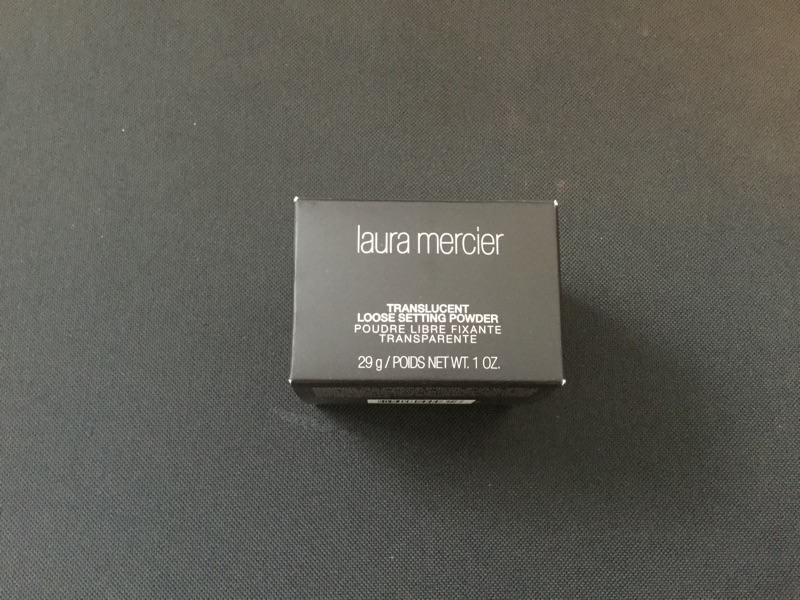 laura mercier
TRANSLUCENT
LOOSE SETTING POWDER
POUDRE LIBRE FIXANTE
TRANSPARENTE
29 g / POIDS NET WT. 1 OZ.